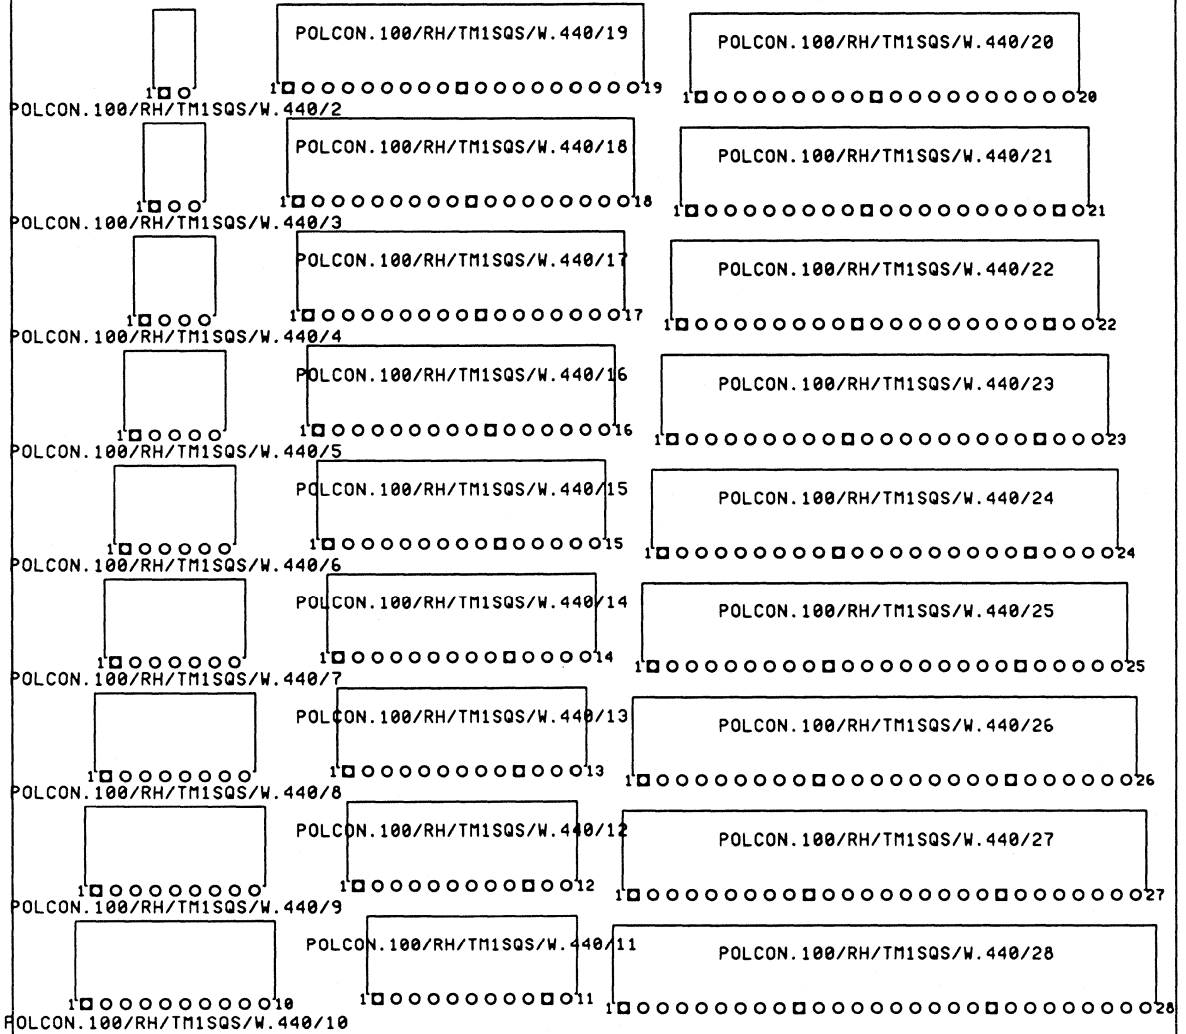 POLCON.100/RH/TM1SQS/W.440/19
POLCON.100/RH/TM1SQS/W.440/20
1
1 19
1 20
POLCON.100/RH/TM1SQS/W.440/2
POLCON.100/RH/TM1SQS/W.440/18
POLCON.100/RH/TM1SQS/W.440/21
1
1 18
1 21
POLCON.100/RH/TM1SQS/W.440/3
POLCON.100/RH/TM1SQS/W.440/17
POLCON.100/RH/TM1SQS/W.440/22
1
1 17
1 22
POLCON.100/RH/TM1SQS/W.440/4
POLCON.100/RH/TM1SQS/W.440/16
POLCON.100/RH/TM1SQS/W.440/23
1
1 16
1 23
POLCON.100/RH/TM1SQS/W.440/5
POLCON.100/RH/TM1SQS/W.440/15
POLCON.100/RH/TM1SQS/W.440/24
1
1 15
1 24
POLCON.100/RH/TM1SQS/W.440/6
POLCON.100/RH/TM1SQS/W.440/14
POLCON.100/RH/TM1SQS/W.440/25
1
1 14
1 25
POLCON.100/RH/TM1SQS/W.440/7
POLCON.100/RH/TM1SQS/W.440/13
POLCON.100/RH/TM1SQS/W.440/26
1
1 13
1 26
POLCON.100/RH/TM1SQS/W.440/8
POLCON.100/RH/TM1SQS/W.440/12
POLCON.100/RH/TM1SQS/W.440/27
1
1 12
1 27
POLCON.100/RH/TM1SQS/W.440/9
POLCON.100/RH/TM1SQS/W.440/11
POLCON.100/RH/TM1SQS/W.440/28
1 10
1 11
1 28
POLCON.100/RH/TM1SQS/W.440/10